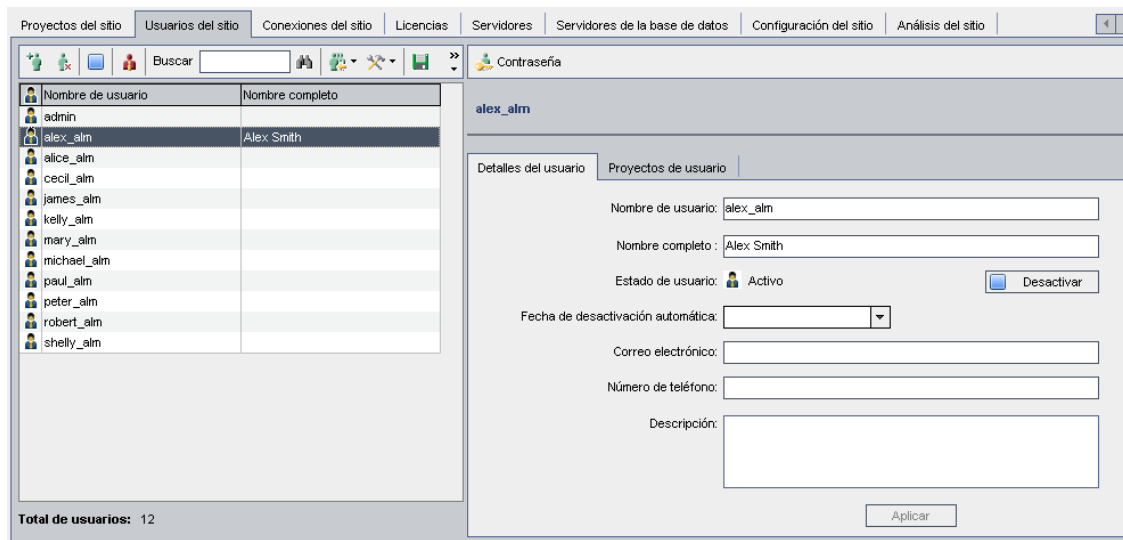 Proyectos del sitio Usuarios del sitio Conexiones del sitio Licencias Servidores Servidores de la base de datos Configuración del sitio Análisis del sitio
Buscar
Contraseña
Nombre de usuario Nombre completo
admin
alex_alm Alex Smith
alice_alm
cecil_alm
james_alm
kelly_alm
mary_alm
michael_alm
paul_alm
peter_alm
robert_alm
shelly_alm
Total de usuarios: 12
alex_alm
Detalles del usuario Proyectos de usuario
Nombre de usuario: alex_alm
Nombre completo : Alex Smith
Estado de usuario: Activo Desactivar
Fecha de desactivación automática:
Correo electrónico:
Número de teléfono:
Descripción:
Aplicar